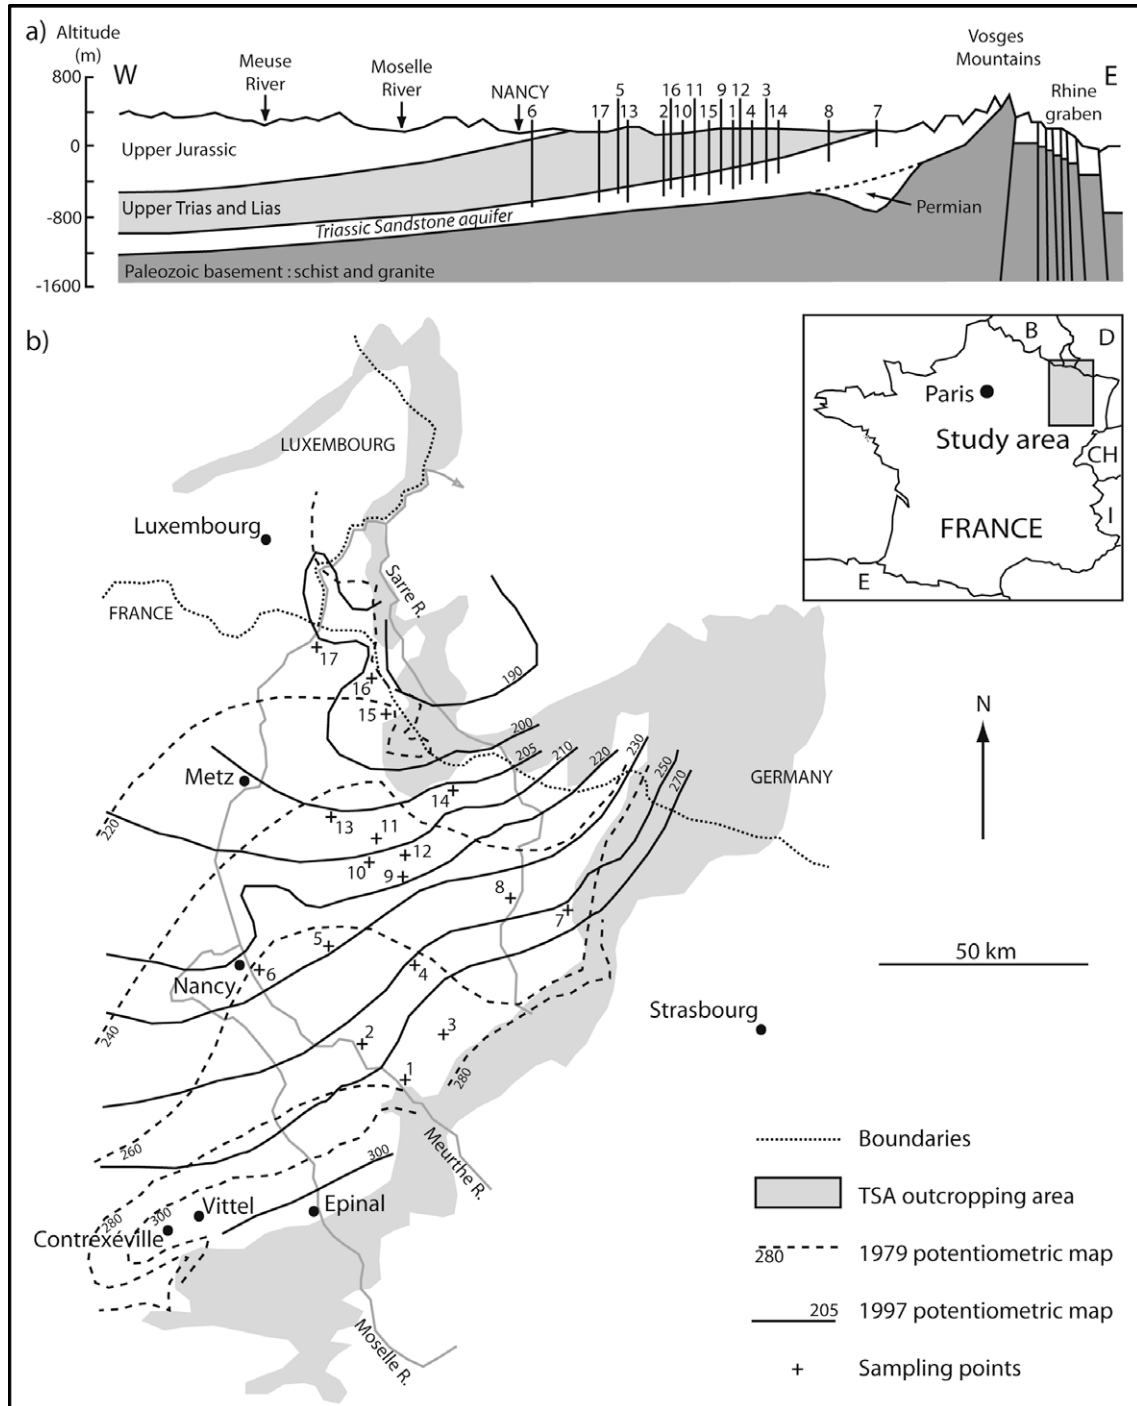 a)
Altitude
(m)
800
0
-800
-1600
W
Meuse
River
Moselle
River
NANCY
6
17
5
13
2
16
10
11
15
9
1
12
4
3
14
8
7
Vosges
Mountains
E
Rhine
graben
Upper Jurassic
Upper Trias and Lias
Triassic Sandstone aquifer
Permian
Paleozoic basement : schist and granite
b)
B
D
Paris
Study area
CH
I
FRANCE
E
LUXEMBOURG
Luxembourg
Sarre R.
FRANCE
17
16
15
190
200
205
210
220
230
250
270
N
Metz
GERMANY
14
220
13
11
12
10
9
8
7
5
50 km
6
4
Nancy
Strasbourg
240
2
3
1
280
Meurthe R.
260
300
280
300
Vittel
Epinal
Contrexéville
Moselle R.
Boundaries
TSA outcropping area
280
1979 potentiometric map
205
1997 potentiometric map
Sampling points